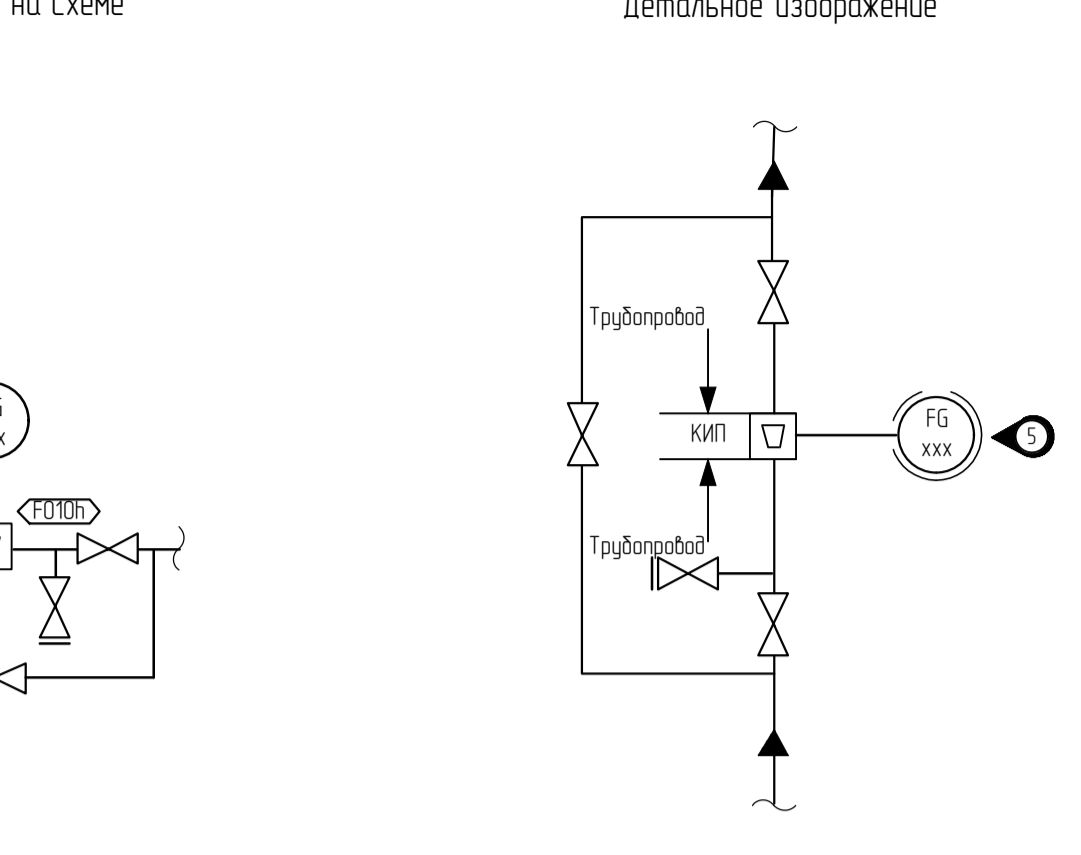 на схеме
Детальное изображение
Трубопровод
КИП
FG
xxx
5
F010h
Трубопровод